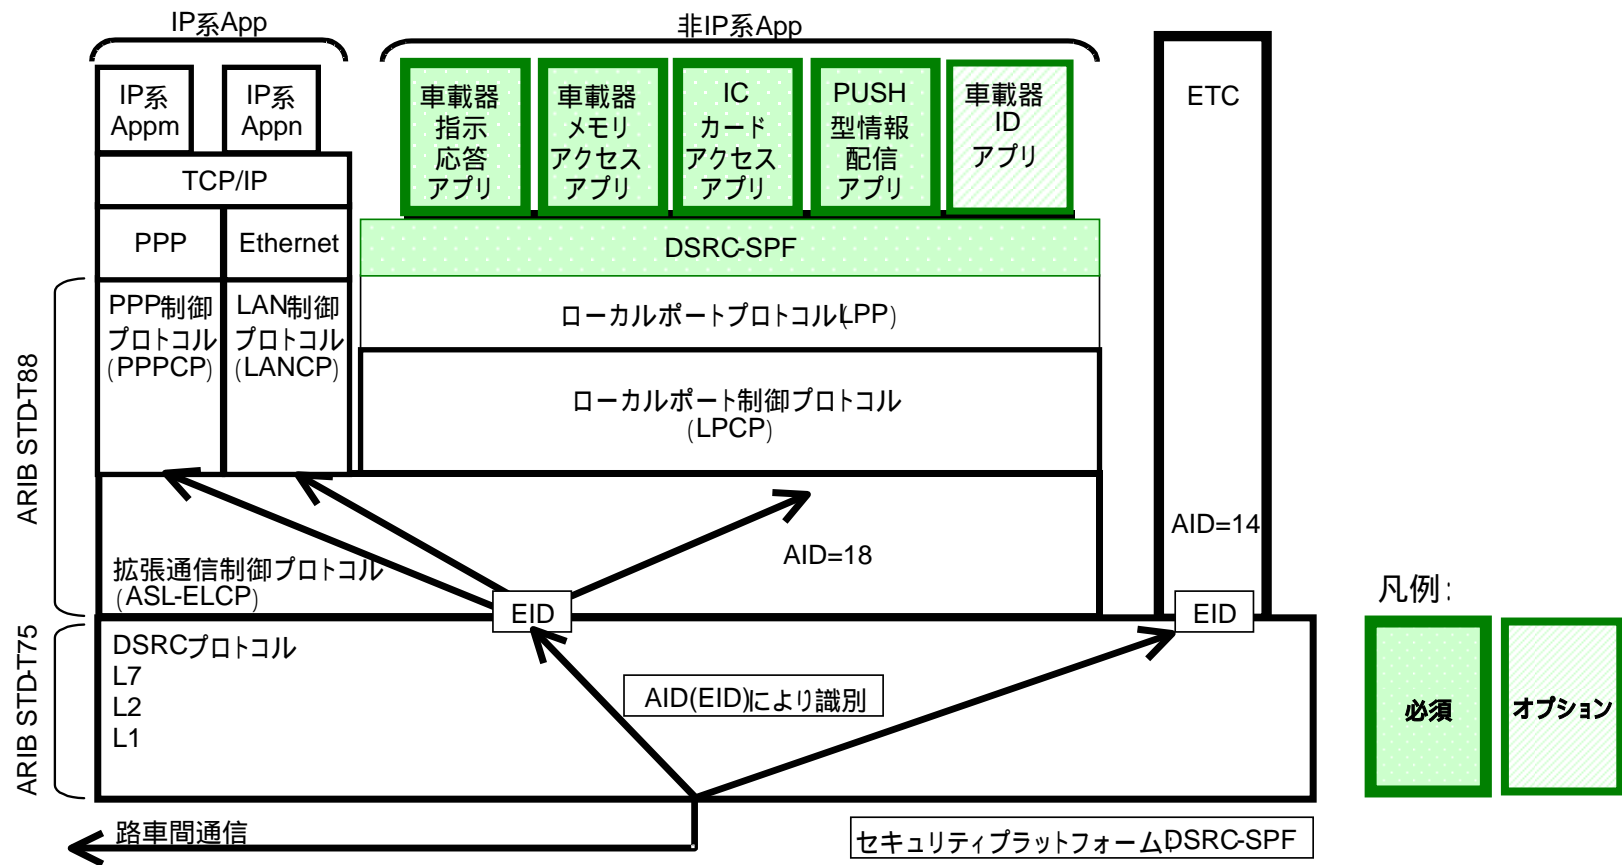 IP系App
非IP系App
IP系
Appm
IP系
Appn
車載器
指示
応答
アプリ
車載器
メモリ
アクセス
アプリ
IC
カード
アクセス
アプリ
PUSH
型情報
配信
アプリ
車載器
ID
アプリ
ETC
TCP/IP
PPP
Ethernet
DSRC-SPF
PPP制御
プロトコル
(PPPCP)
LAN制御
プロトコル
(LANCP)
ローカルポートプロトコル(LPP)
ローカルポート制御プロトコル
(LPCP)
ARIB STD-T88
AID=18
AID=14
拡張通信制御プロトコル
(ASL-ELCP)
EID
EID
ARIB STD-T75
DSRCプロトコル
L7
L2
L1
AID(EID)により識別
路車間通信
セキュリティプラットフォームDSRC-SPF
凡例:
必須
オプション